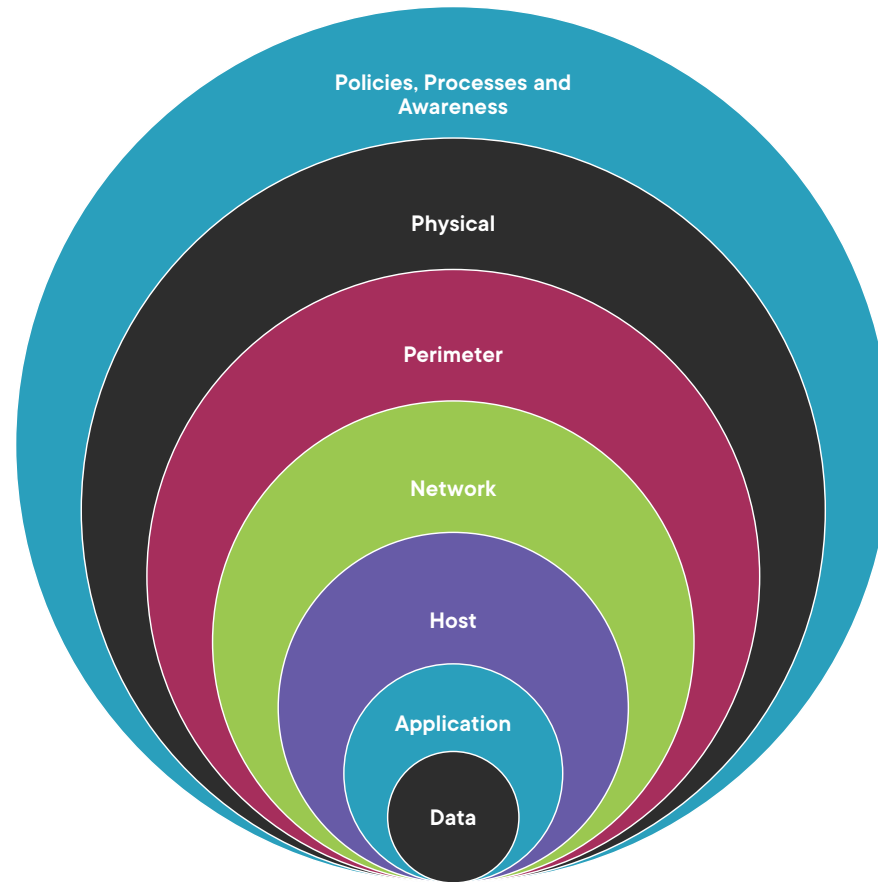 Policies, Processes and
Awareness
Physical
Perimeter
Network
Host
Application
Data